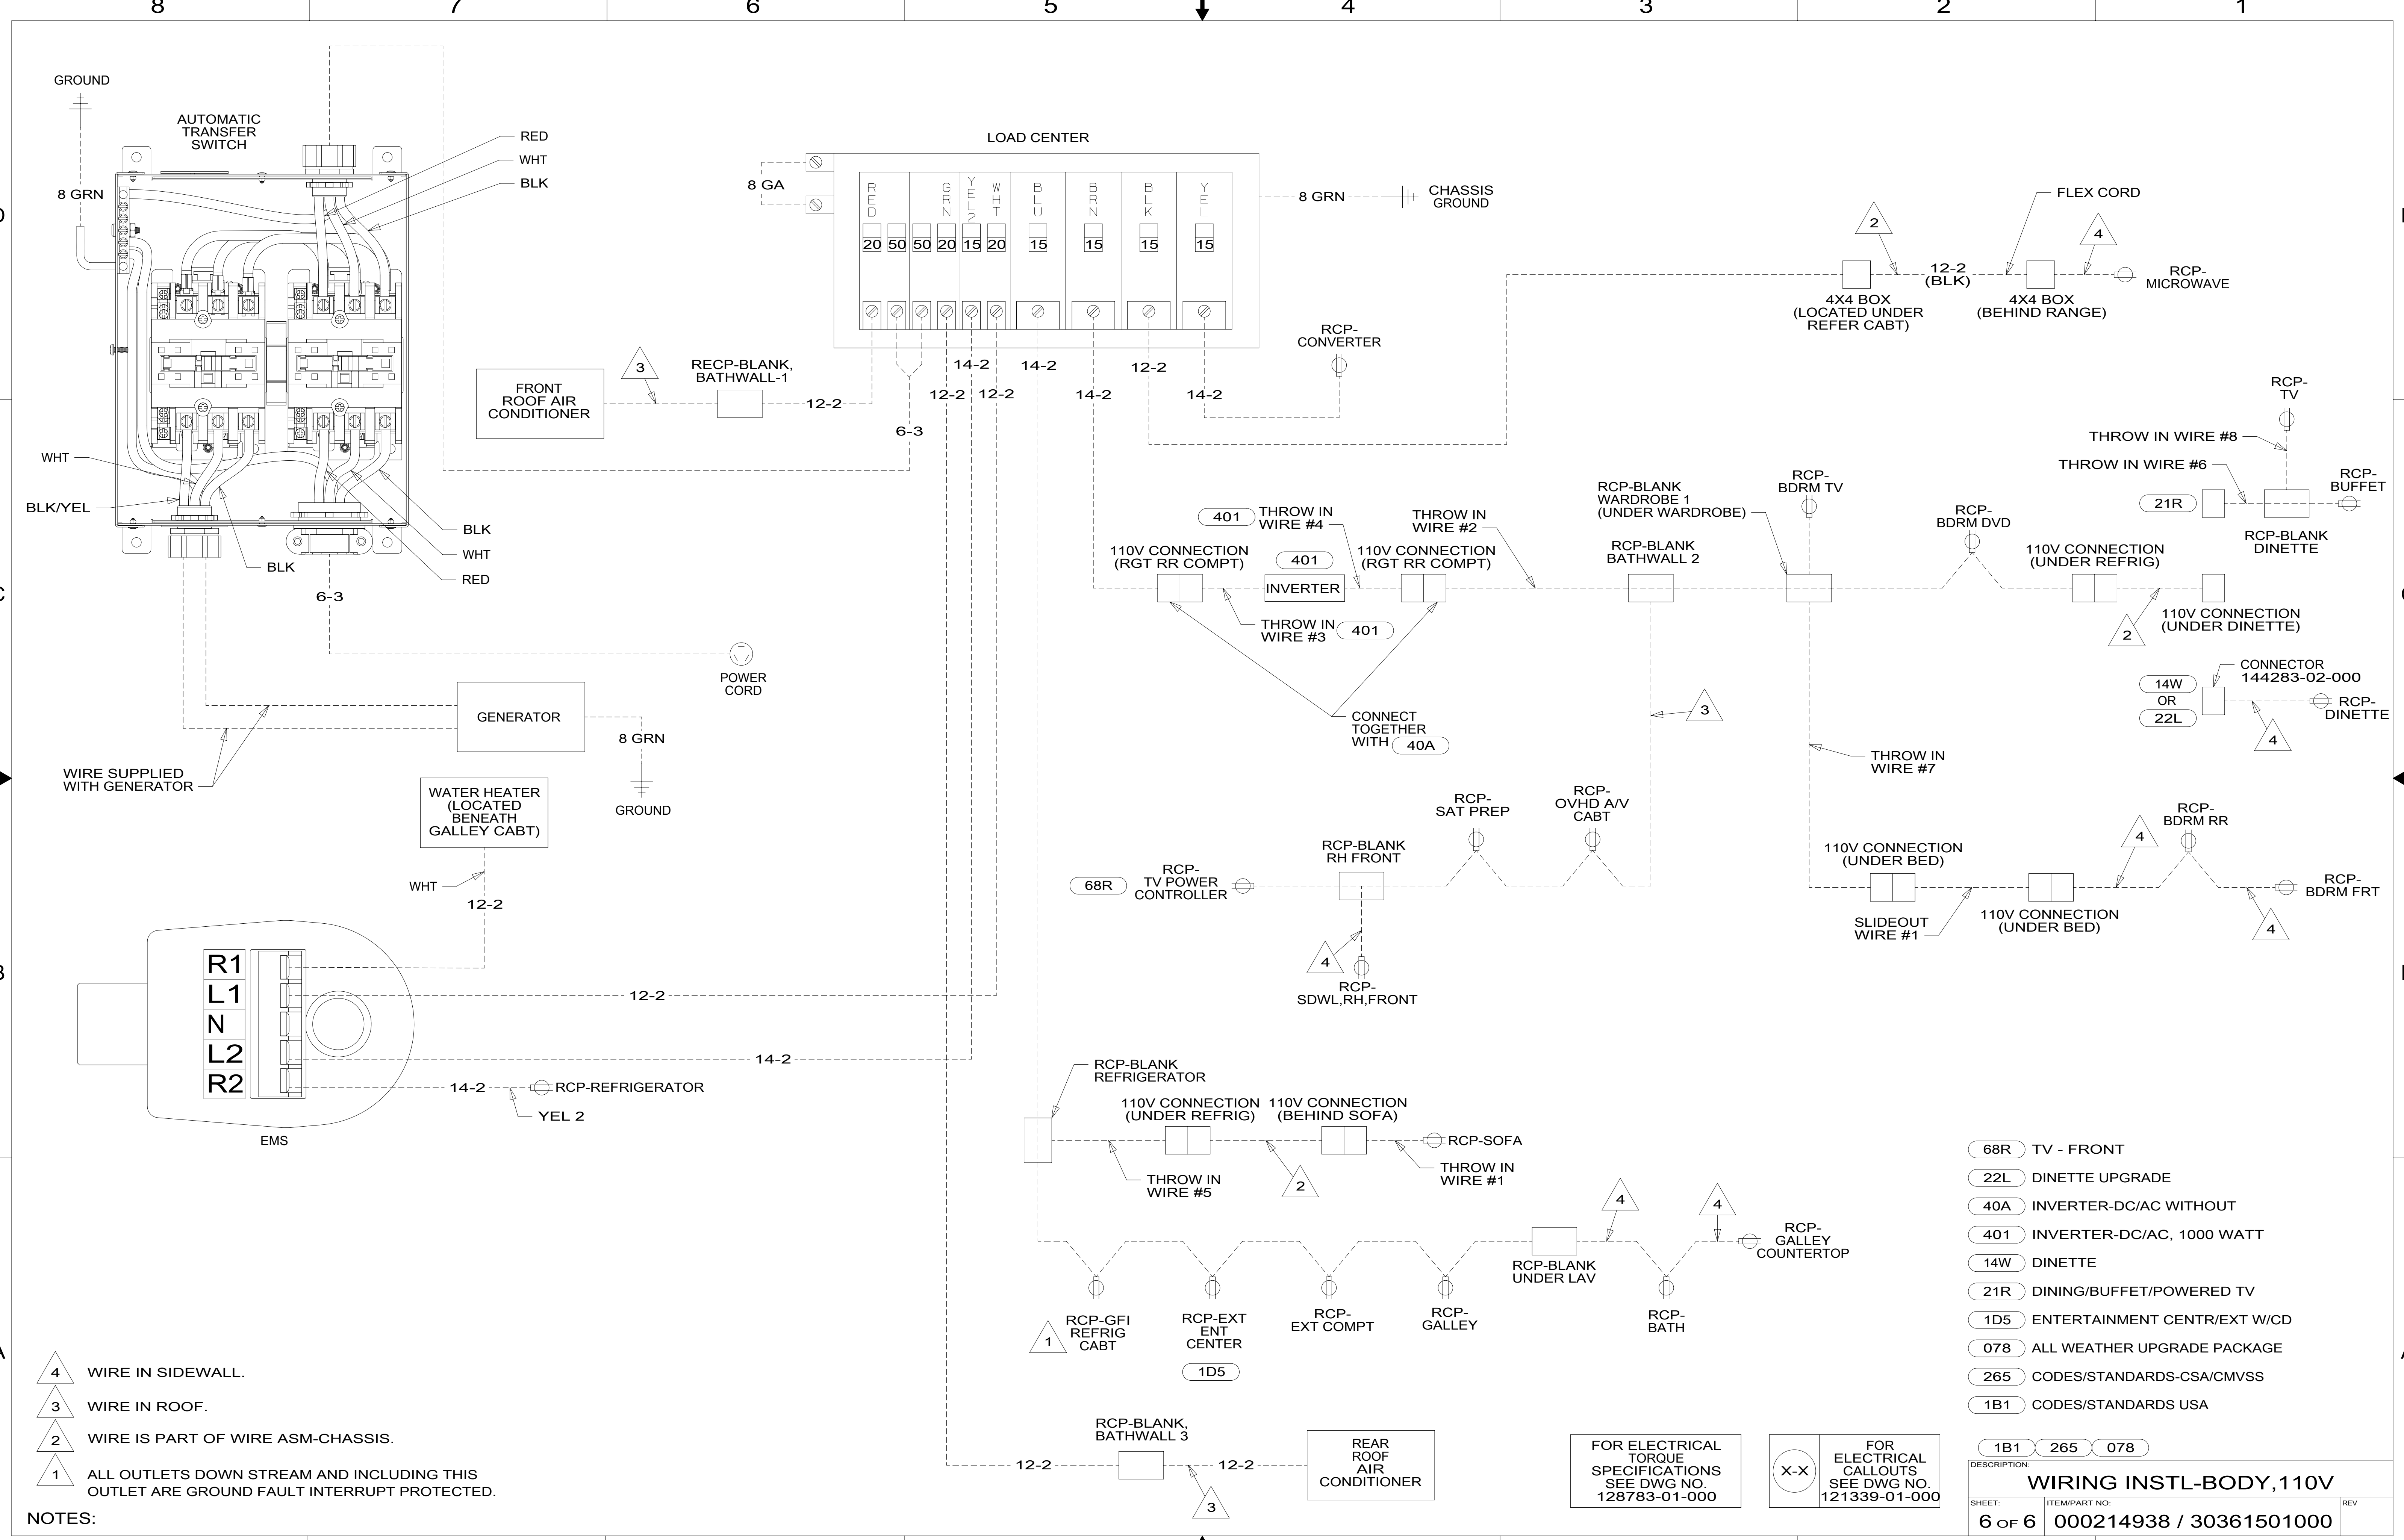 8 7 6 5 4 3 2 1
GROUND
AUTOMATIC
TRANSFER
SWITCH
8 GRN
RED
WHT
BLK
WHT
BLK/YEL
BLK
BLK
WHT
RED
6-3
POWER
CORD
GENERATOR
8 GRN
GROUND
WIRE SUPPLIED
WITH GENERATOR
WATER HEATER
(LOCATED
BENEATH
GALLEY CABT)
WHT
12-2
R1
L1
N
L2
R2
EMS
12-2
14-2
14-2
RCP-REFRIGERATOR
YEL 2
LOAD CENTER
8 GA
RED
GRN
YEL2
WHT
BLU
BRN
BLK
YEL
20 50 50 20 15 20 15 15 15 15
8 GRN
CHASSIS
GROUND
FRONT
ROOF AIR
CONDITIONER
3
RECP-BLANK,
BATHWALL-1
12-2
6-3
12-2
14-2
12-2
14-2
14-2
12-2
14-2
RCP-
CONVERTER
2
FLEX CORD
4
12-2
(BLK)
RCP-
MICROWAVE
4X4 BOX
(LOCATED UNDER
REFER CABT)
4X4 BOX
(BEHIND RANGE)
RCP-
TV
THROW IN WIRE #8
THROW IN WIRE #6
RCP-
BUFFET
21R
RCP-BLANK
DINETTE
401
THROW IN
WIRE #4
THROW IN
WIRE #2
110V CONNECTION
(RGT RR COMPT)
401
INVERTER
110V CONNECTION
(RGT RR COMPT)
THROW IN
WIRE #3
401
CONNECT
TOGETHER
WITH
40A
RCP-BLANK
BATHWALL 2
RCP-BLANK
WARDROBE 1
(UNDER WARDROBE)
RCP-
BDRM TV
RCP-
BDRM DVD
110V CONNECTION
(UNDER REFRIG)
2
110V CONNECTION
(UNDER DINETTE)
CONNECTOR
144283-02-000
14W
OR
22L
RCP-
DINETTE
4
3
THROW IN
WIRE #7
RCP-
SAT PREP
RCP-
OVHD A/V
CABT
RCP-BLANK
RH FRONT
68R
RCP-
TV POWER
CONTROLLER
4
RCP-
SDWL,RH,FRONT
110V CONNECTION
(UNDER BED)
SLIDEOUT
WIRE #1
110V CONNECTION
(UNDER BED)
4
RCP-
BDRM RR
RCP-
BDRM FRT
4
RCP-BLANK
REFRIGERATOR
110V CONNECTION
(UNDER REFRIG)
110V CONNECTION
(BEHIND SOFA)
RCP-SOFA
THROW IN
WIRE #5
2
THROW IN
WIRE #1
1
RCP-GFI
REFRIG
CABT
RCP-EXT
ENT
CENTER
1D5
RCP-
EXT COMPT
RCP-
GALLEY
RCP-BLANK
UNDER LAV
4
RCP-
BATH
4
RCP-
GALLEY
COUNTERTOP
12-2
RCP-BLANK,
BATHWALL 3
12-2
3
REAR
ROOF
AIR
CONDITIONER
4 WIRE IN SIDEWALL.
3 WIRE IN ROOF.
2 WIRE IS PART OF WIRE ASM-CHASSIS.
1 ALL OUTLETS DOWN STREAM AND INCLUDING THIS
OUTLET ARE GROUND FAULT INTERRUPT PROTECTED.
NOTES:
FOR ELECTRICAL
TORQUE
SPECIFICATIONS
SEE DWG NO.
128783-01-000
X-X
FOR
ELECTRICAL
CALLOUTS
SEE DWG NO.
121339-01-000
68R TV - FRONT
22L DINETTE UPGRADE
40A INVERTER-DC/AC WITHOUT
401 INVERTER-DC/AC, 1000 WATT
14W DINETTE
21R DINING/BUFFET/POWERED TV
1D5 ENTERTAINMENT CENTR/EXT W/CD
078 ALL WEATHER UPGRADE PACKAGE
265 CODES/STANDARDS-CSA/CMVSS
1B1 CODES/STANDARDS USA
1B1 265 078
DESCRIPTION:
WIRING INSTL-BODY,110V
SHEET:
6 OF 6
ITEM/PART NO:
000214938 / 30361501000
REV